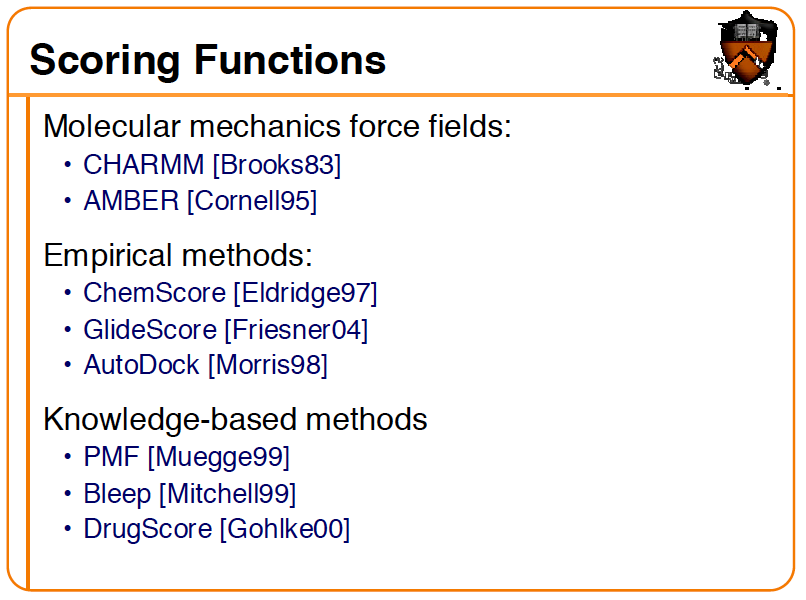 Scoring Functions
Molecular mechanics force fields:
• CHARMM [Brooks83]
• AMBER [Cornell95]
Empirical methods:
• ChemScore [Eldridge97]
• GlideScore [Friesner04]
• AutoDock [Morris98]
Knowledge-based methods
• PMF [Muegge99]
• Bleep [Mitchell99]
• DrugScore [Gohlke00]